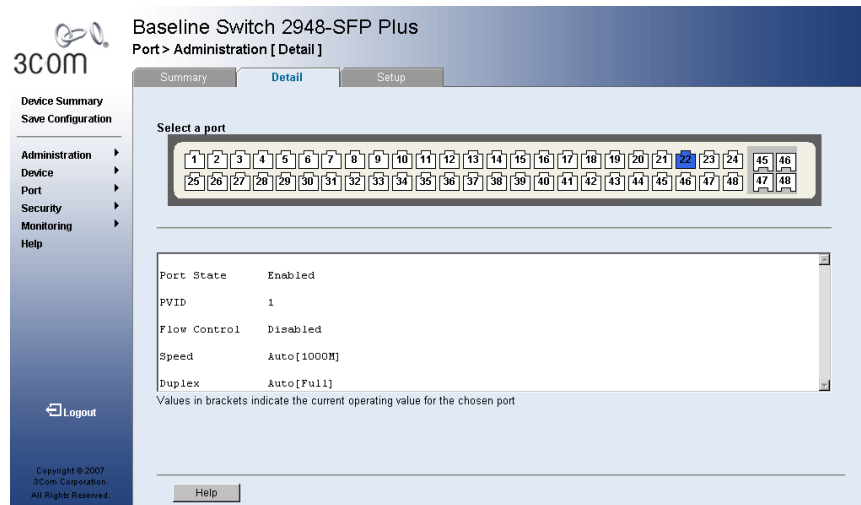 3COM
Baseline Switch 2948-SFP Plus
Port > Administration [ Detail ]
Summary Detail Setup
Device Summary
Save Configuration
Administration
Device
Port
Security
Monitoring
Help
Logout
Copyright © 2007
3Com Corporation.
All Rights Reserved.
Select a port
1 2 3 4 5 6 7 8 9 10 11 12 13 14 15 16 17 18 19 20 21 22 23 24 45 46
25 26 27 28 29 30 31 32 33 34 35 36 37 38 39 40 41 42 43 44 45 46 47 48 47 48
Port State Enabled
PVID 1
Flow Control Disabled
Speed Auto[1000M]
Duplex Auto[Full]
Values in brackets indicate the current operating value for the chosen port
Help